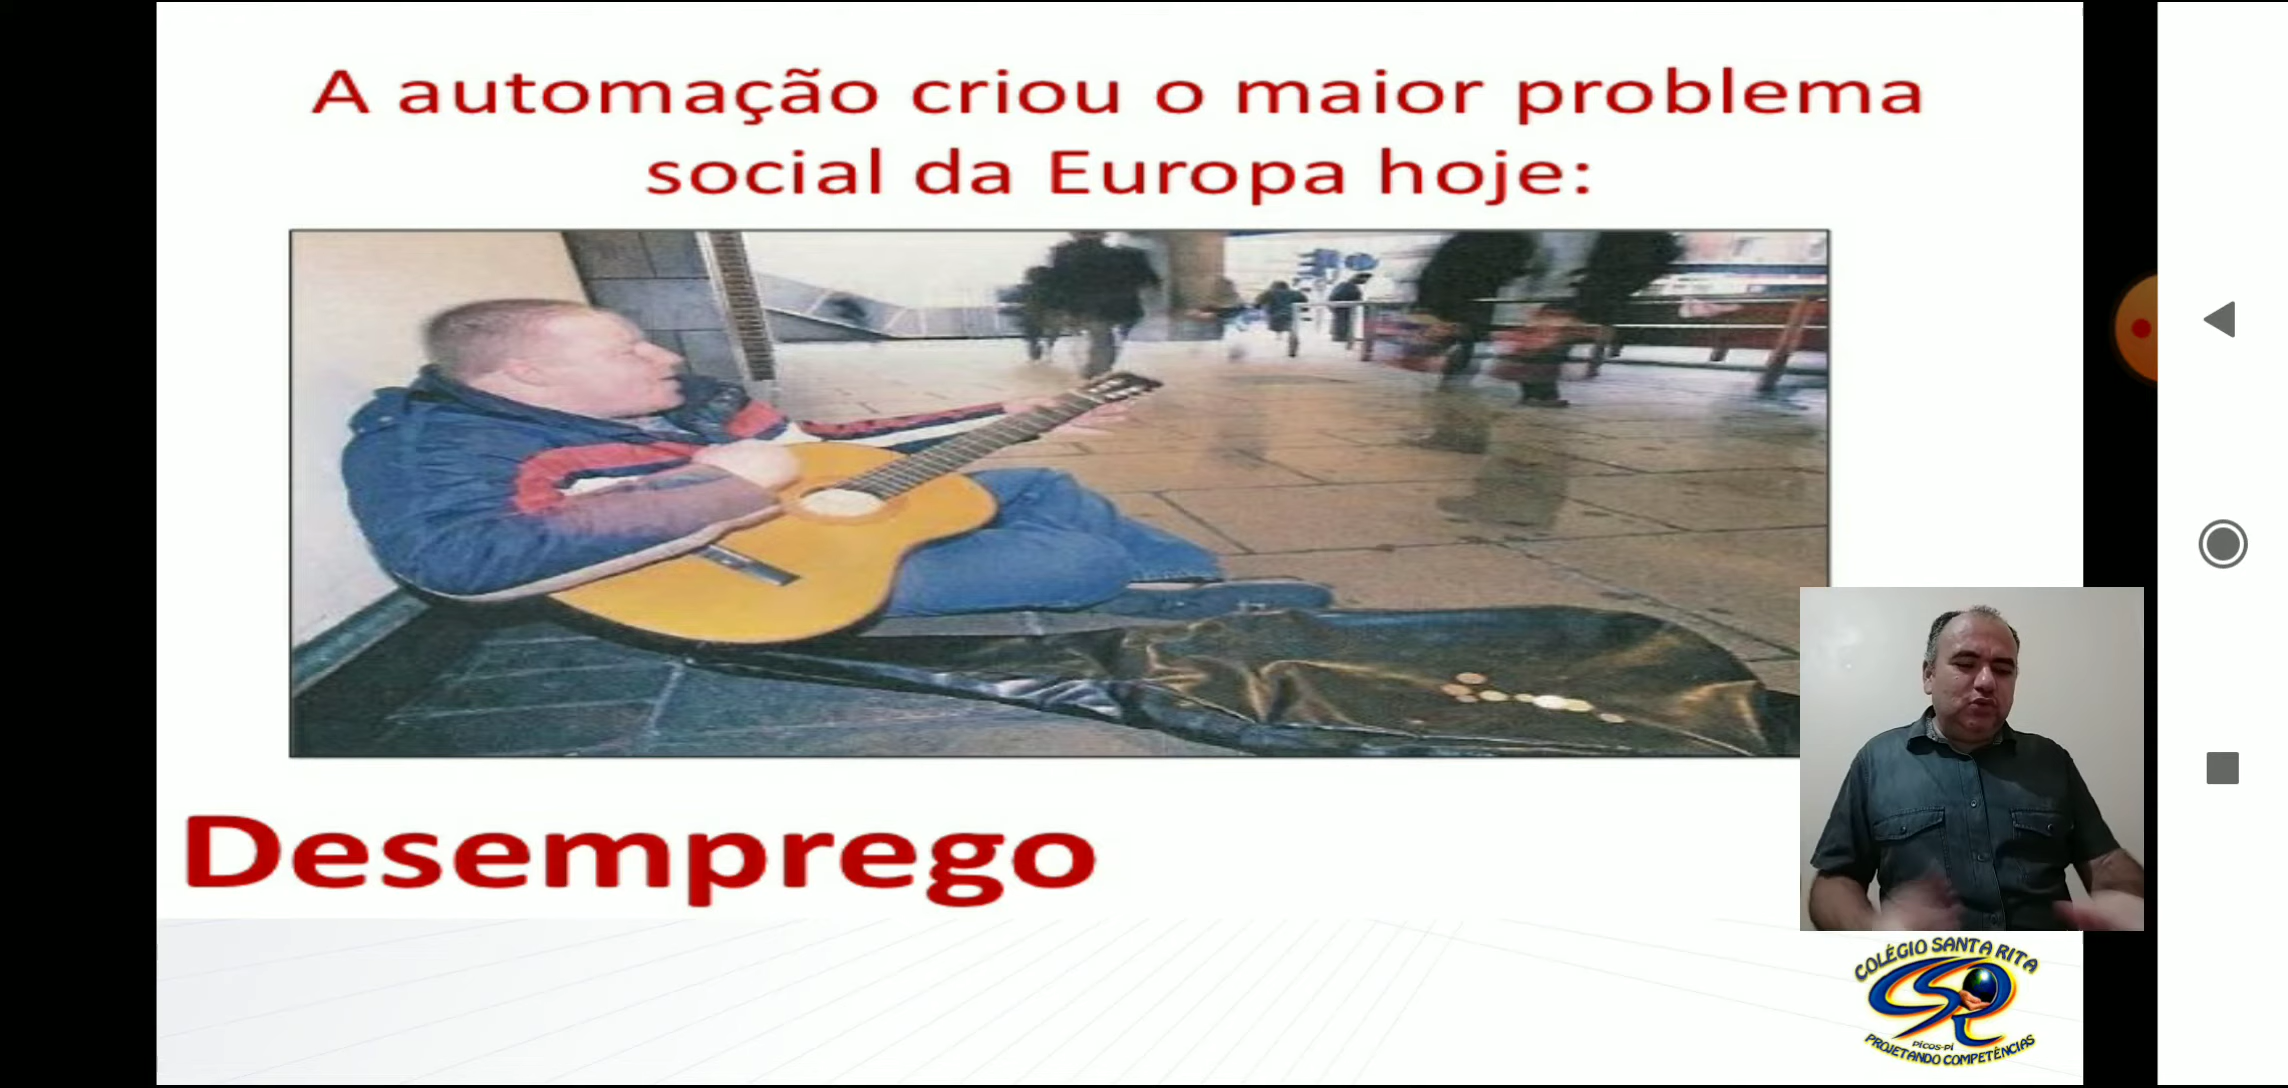 A automação criou o maior problema
social da Europa hoje:
Desemprego
COLÉGIO SANTA RITA
PICOS-PI
PROJETANDO COMPETÊNCIAS